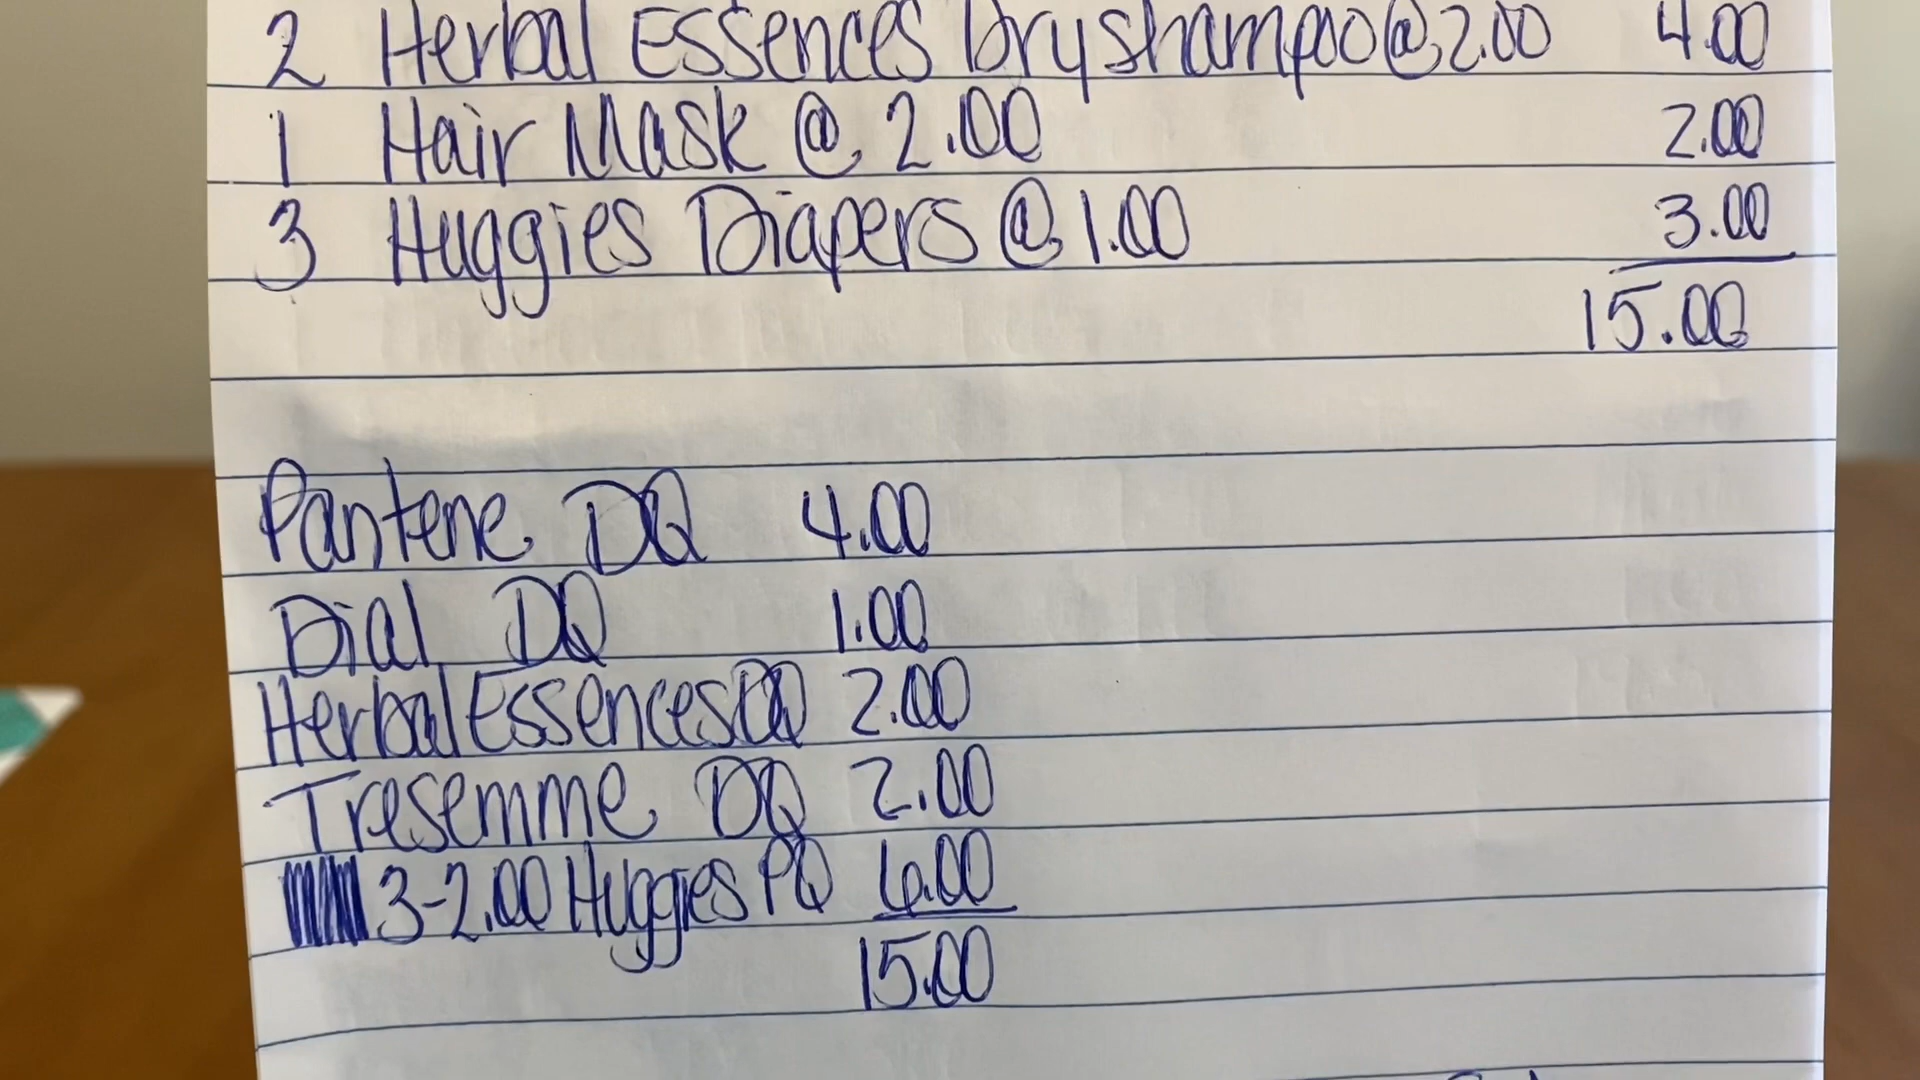 2 Herbal Essences Dry shampoo @ 2.00 4.00
1 Hair Mask @ 2.00 2.00
3 Huggies Diapers @ 1.00 3.00
15.00
Pantene DQ 4.00
Dial DQ 1.00
Herbal Essences DQ 2.00
Tresemme DQ 2.00
3-2.00 Huggies PQ 6.00
15.00